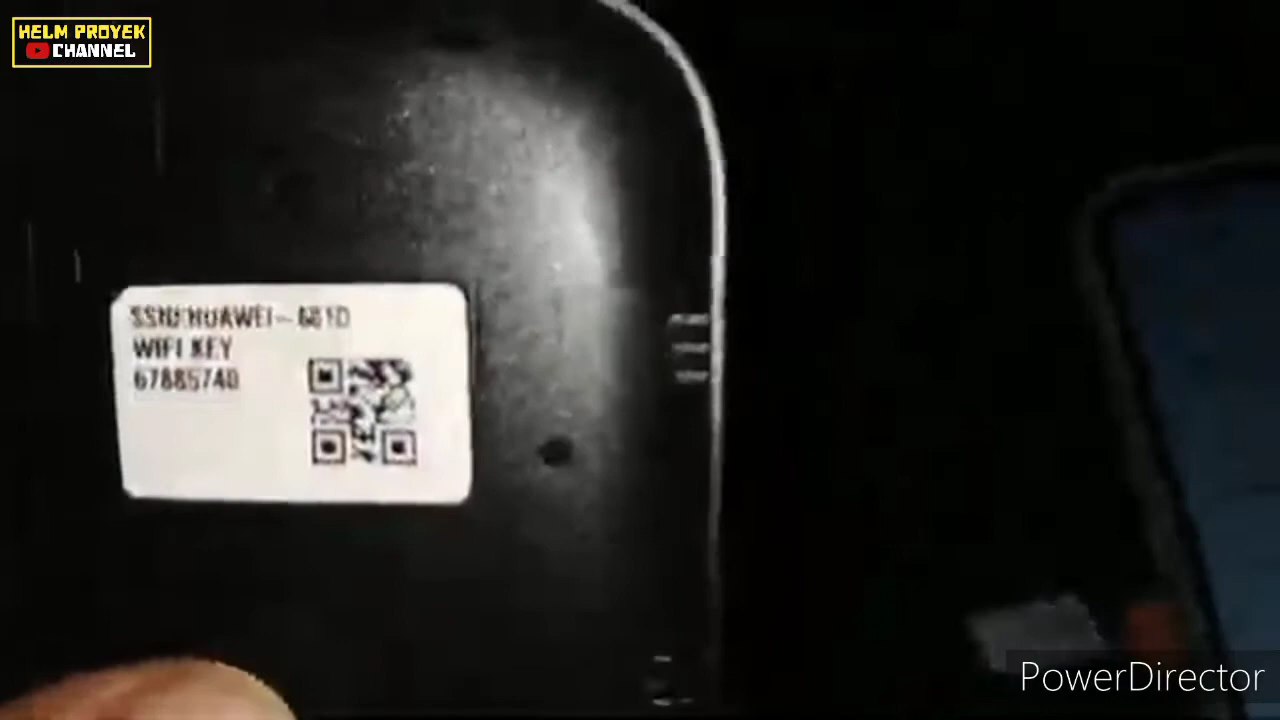 HELM PROYEK
CHANNEL
WIFI KEY
67885740
PowerDirector